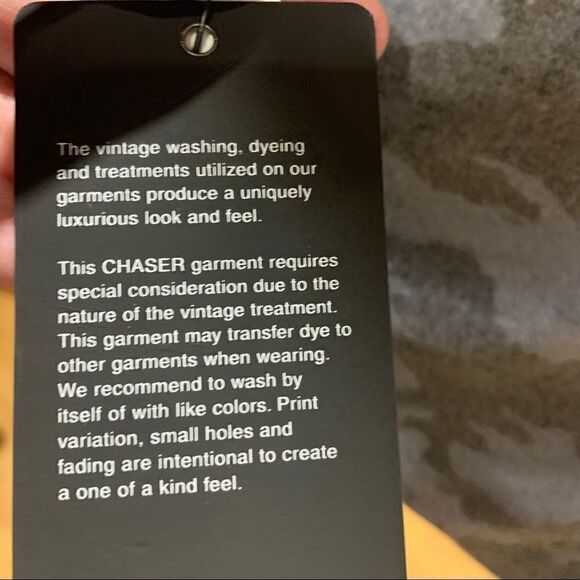 The vintage washing, dyeing
and treatments utilized on our
garments produce a uniquely
luxurious look and feel.
This CHASER garment requires
special consideration due to the
nature of the vintage treatment.
This garment may transfer dye to
other garments when wearing.
We recommend to wash by
itself of with like colors. Print
variation, small holes and
fading are intentional to create
a one of a kind feel.